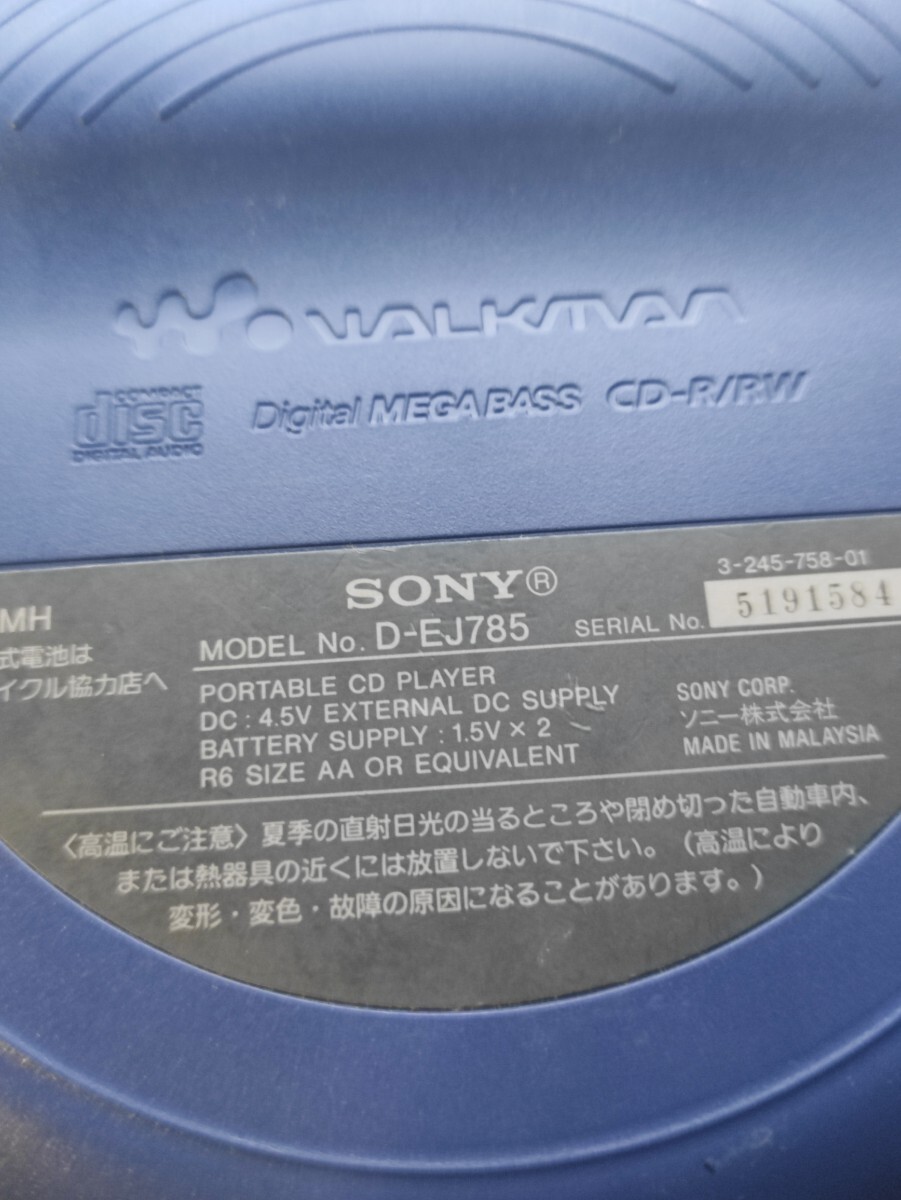 WALKMAN
COMPACT
disc
DIGITAL AUDIO
Digital MEGA BASS CD-R/RW
3-245-758-01
SONY®
MODEL No. D-EJ785
SERIAL No. 5191584
MH
式電池は
イクル協力店へ
PORTABLE CD PLAYER
DC : 4.5V EXTERNAL DC SUPPLY
BATTERY SUPPLY : 1.5V × 2
R6 SIZE AA OR EQUIVALENT
SONY CORP.
ソニー株式会社
MADE IN MALAYSIA
〈高温にご注意〉夏季の直射日光の当るところや閉め切った自動車内、
または熱器具の近くには放置しないで下さい。(高温により
変形・変色・故障の原因になることがあります。)